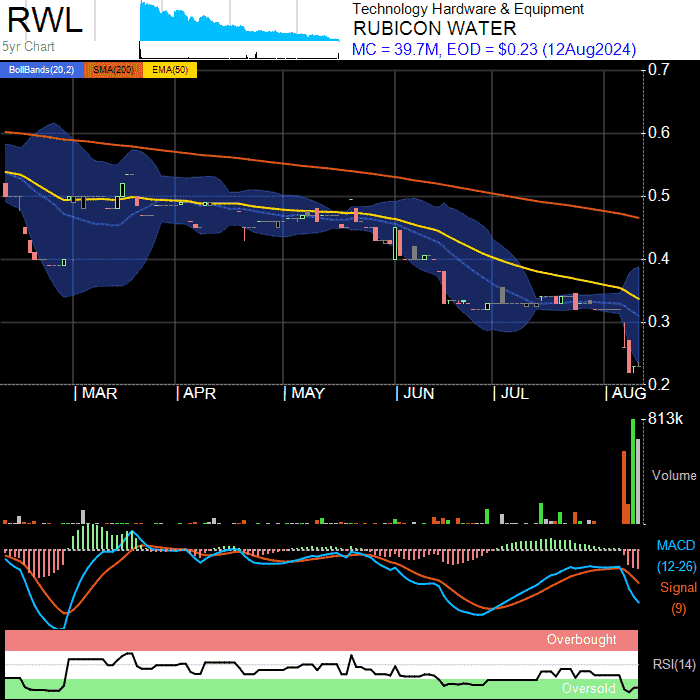 RWL
5yr Chart
Technology Hardware & Equipment
RUBICON WATER
MC = 39.7M, EOD = $0.23 (12Aug2024)
BollBands(20,2) SMA(200) EMA(50)
0.7
0.6
0.5
0.4
0.3
0.2
MAR APR MAY JUN JUL AUG
813k
Volume
MACD
(12-26)
Signal
(9)
Overbought
RSI(14)
Oversold